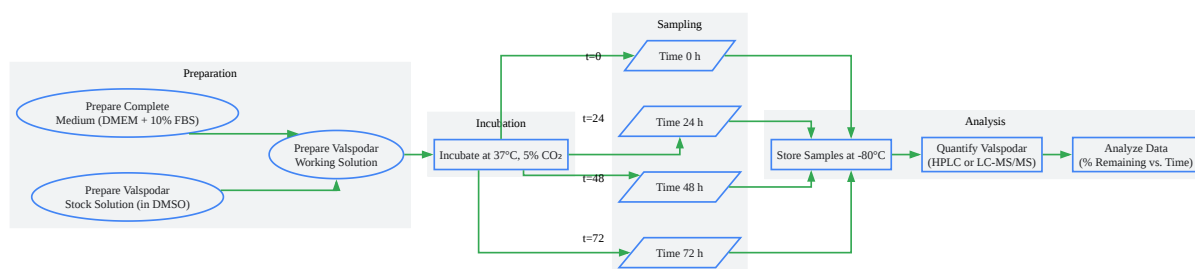 Preparation
Prepare Complete
Medium (DMEM + 10% FBS)
Prepare Valspodar
Stock Solution (in DMSO)
Prepare Valspodar
Working Solution
Incubation
Incubate at 37°C, 5% CO₂
t=0
t=24
t=48
t=72
Sampling
Time 0 h
Time 24 h
Time 48 h
Time 72 h
Analysis
Store Samples at -80°C
Quantify Valspodar
(HPLC or LC-MS/MS)
Analyze Data
(% Remaining vs. Time)